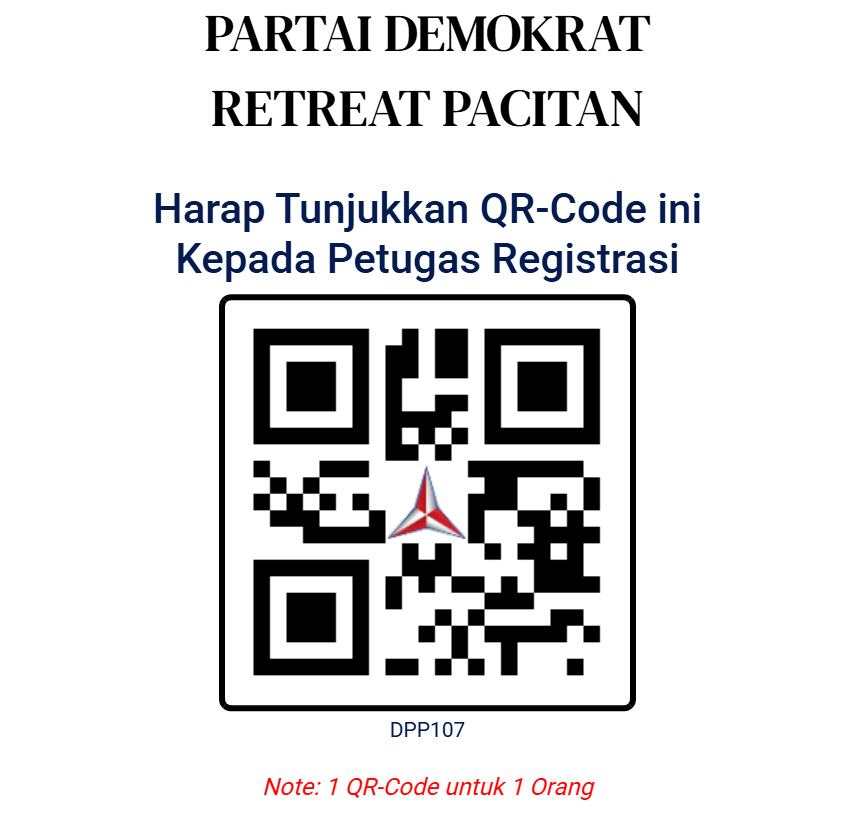 PARTAI DEMOKRAT
RETREAT PACITAN
Harap Tunjukkan QR-Code ini
Kepada Petugas Registrasi
DPP107
Note: 1 QR-Code untuk 1 Orang